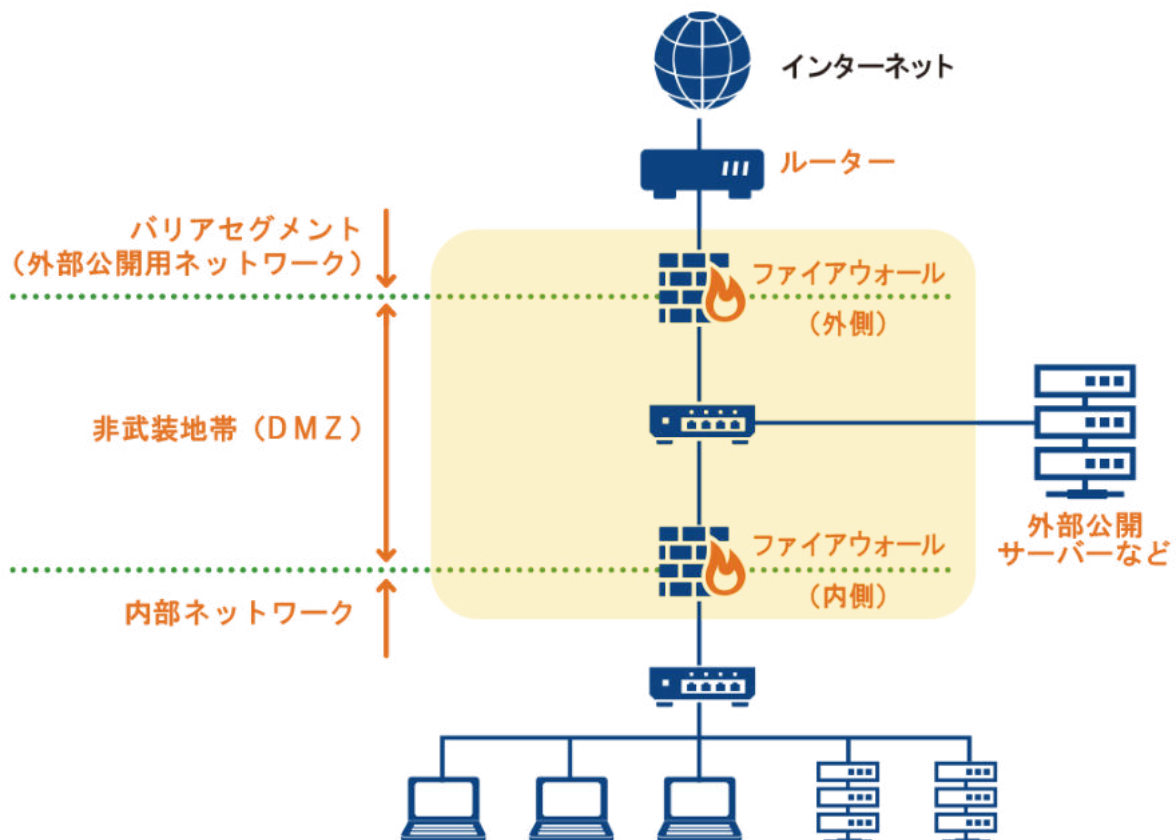 インターネット
ルーター
バリアセグメント
（外部公開用ネットワーク）
ファイアウォール
（外側）
非武装地帯（ＤＭＺ）
外部公開
サーバーなど
ファイアウォール
（内側）
内部ネットワーク